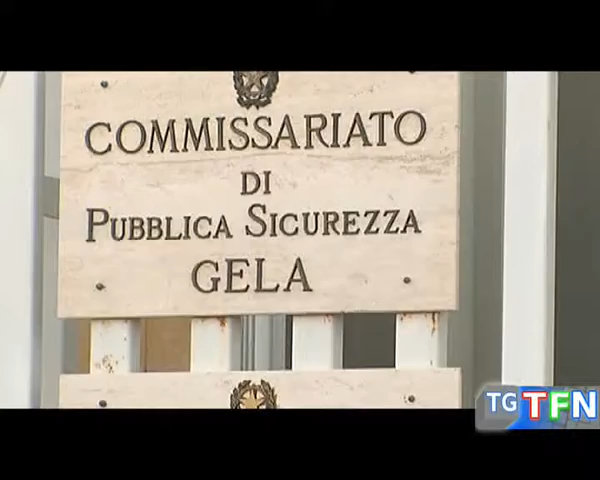 COMMISSARIATO
DI
PUBBLICA SICUREZZA
GELA
TG TFN